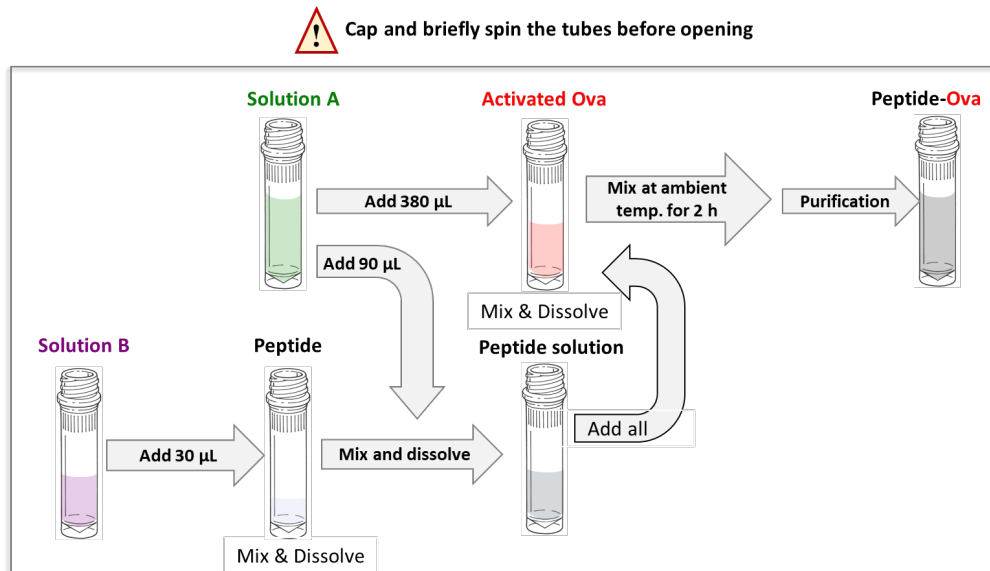 !
Cap and briefly spin the tubes before opening
Solution A
Activated Ova
Peptide-Ova
Add 380 µL
Mix at ambient
temp. for 2 h
Purification
Add 90 µL
Mix & Dissolve
Solution B
Peptide
Peptide solution
Add 30 µL
Mix and dissolve
Add all
Mix & Dissolve